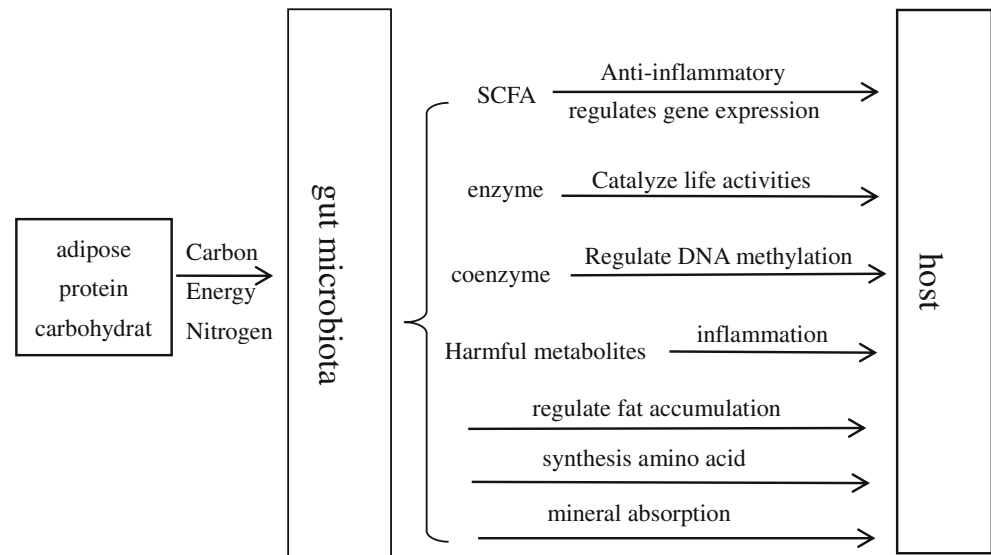 adipose
protein
carbohydrat
Carbon
Energy
Nitrogen
gut microbiota
SCFA
Anti-inflammatory
regulates gene expression
enzyme
Catalyze life activities
coenzyme
Regulate DNA methylation
Harmful metabolites
inflammation
regulate fat accumulation
synthesis amino acid
mineral absorption
host